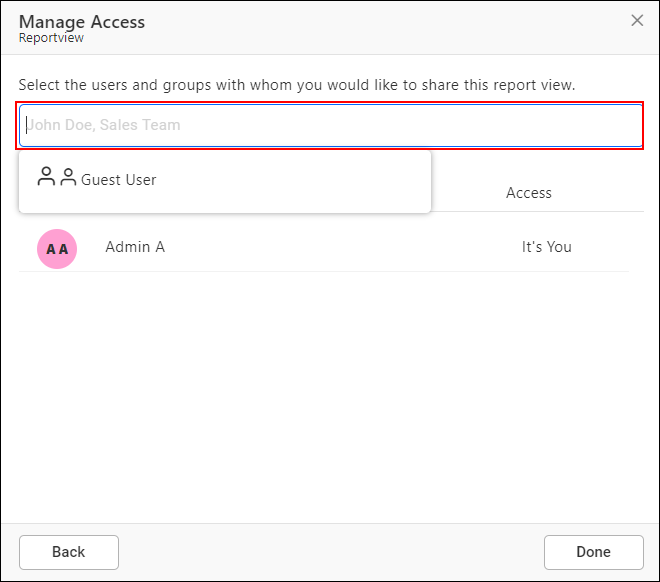 Manage Access
Reportview
Select the users and groups with whom you would like to share this report view.
John Doe, Sales Team
Guest User
Access
AA
Admin A
It's You
Back
Done